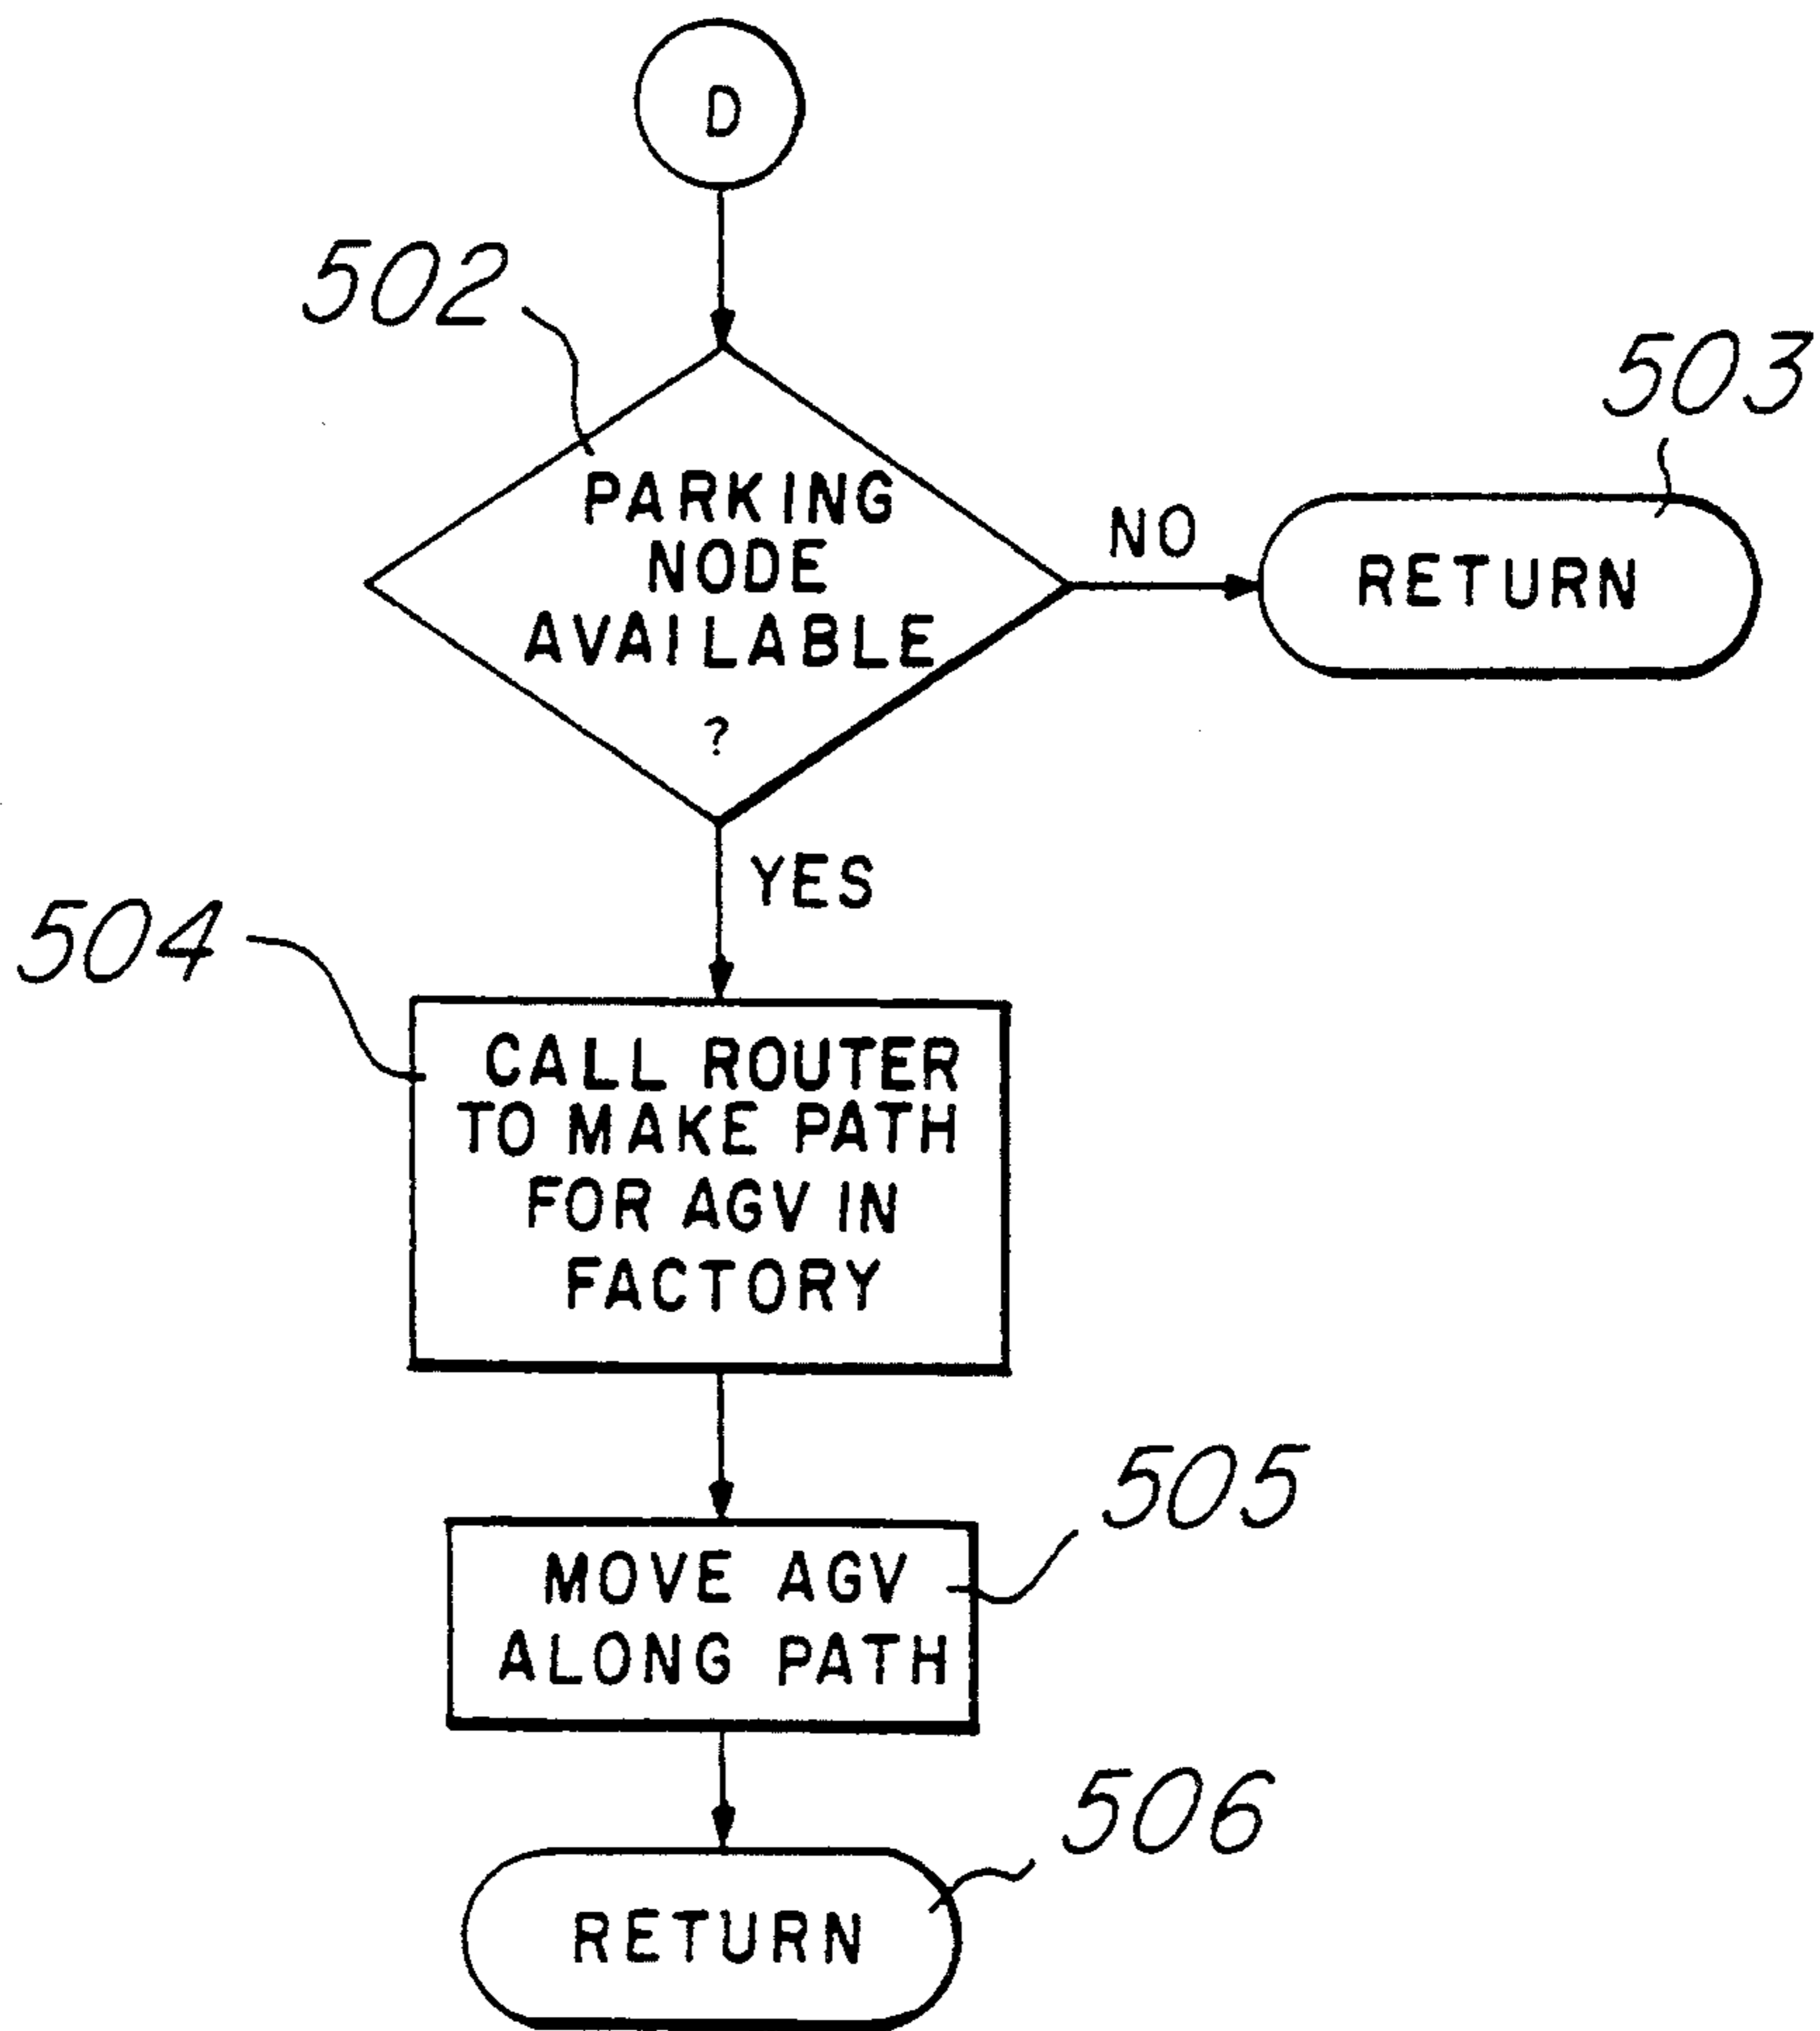 D
502
PARKING
NODE
AVAILABLE
?
NO
503
RETURN
YES
504
CALL ROUTER
TO MAKE PATH
FOR AGV IN
FACTORY
505
MOVE AGV
ALONG PATH
506
RETURN